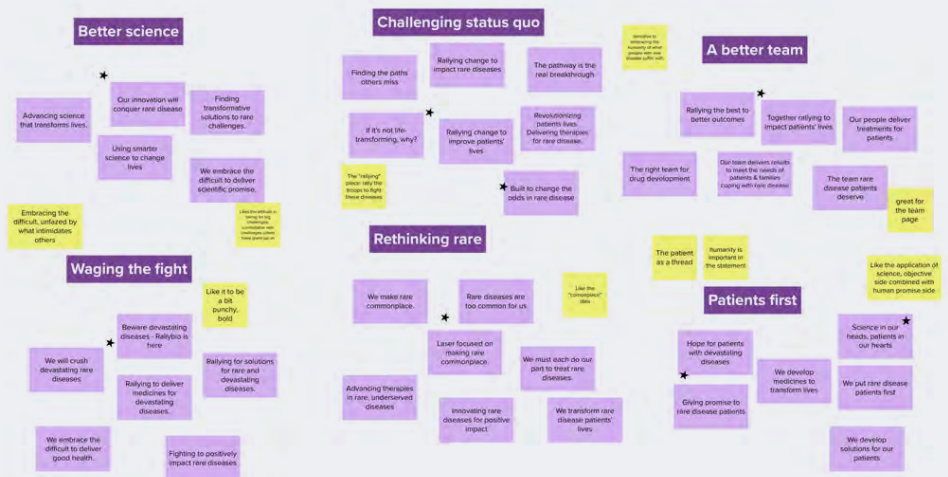 Better science
Advancing science
that transforms lives.
Our innovation will
conquer rare disease
Finding
transformative
solutions to rare
challenges.
Using smarter
science to change
lives
We embrace the
difficult to deliver
scientific promise.
Embracing the
difficult, unfazed by
what intimidates
others
Challenging status quo
Finding the paths
others miss
Rallying change to
impact rare diseases
The pathway is the
real breakthrough
If it's not life-
transforming, why?
Rallying change to
improve patients'
lives
Revolutionizing
patients lives.
Delivering therapies
for rare disease.
The "rallying"
piece: rally the
troops to fight
these diseases
Built to change the
odds in rare disease
A better team
Rallying the best to
better outcomes
Together rallying to
impact patients' lives
Our people deliver
treatments for
patients
The right team for
drug development
Our team delivers results
to meet the needs of
patients & families
coping with rare disease
The team rare
disease patients
deserve
great for
the team
page
Waging the fight
Like it to be
a bit
punchy,
bold
Beware devastating
diseases - Rallybio is
here
We will crush
devastating rare
diseases
Rallying to deliver
medicines for
devastating diseases.
Rallying for solutions
for rare and
devastating diseases.
We embrace the
difficult to deliver
good health.
Fighting to positively
impact rare diseases
Rethinking rare
We make rare
commonplace.
Rare diseases are
too common for us
Like the
"commonplace"
idea
Laser focused on
making rare
commonplace.
We must each do our
part to treat rare
diseases.
Advancing therapies
in rare, underserved
diseases
Innovating rare
diseases for positive
impact
We transform rare
disease patients'
lives
The patient
as a thread
humanity is
important in
the statement
Like the application of
science, objective
side combined with
human promise side
Patients first
Hope for patients
with devastating
diseases
Science in our
heads, patients in
our hearts
We develop
medicines to
transform lives
Giving promise to
rare disease patients
We put rare disease
patients first
We develop
solutions for our
patients